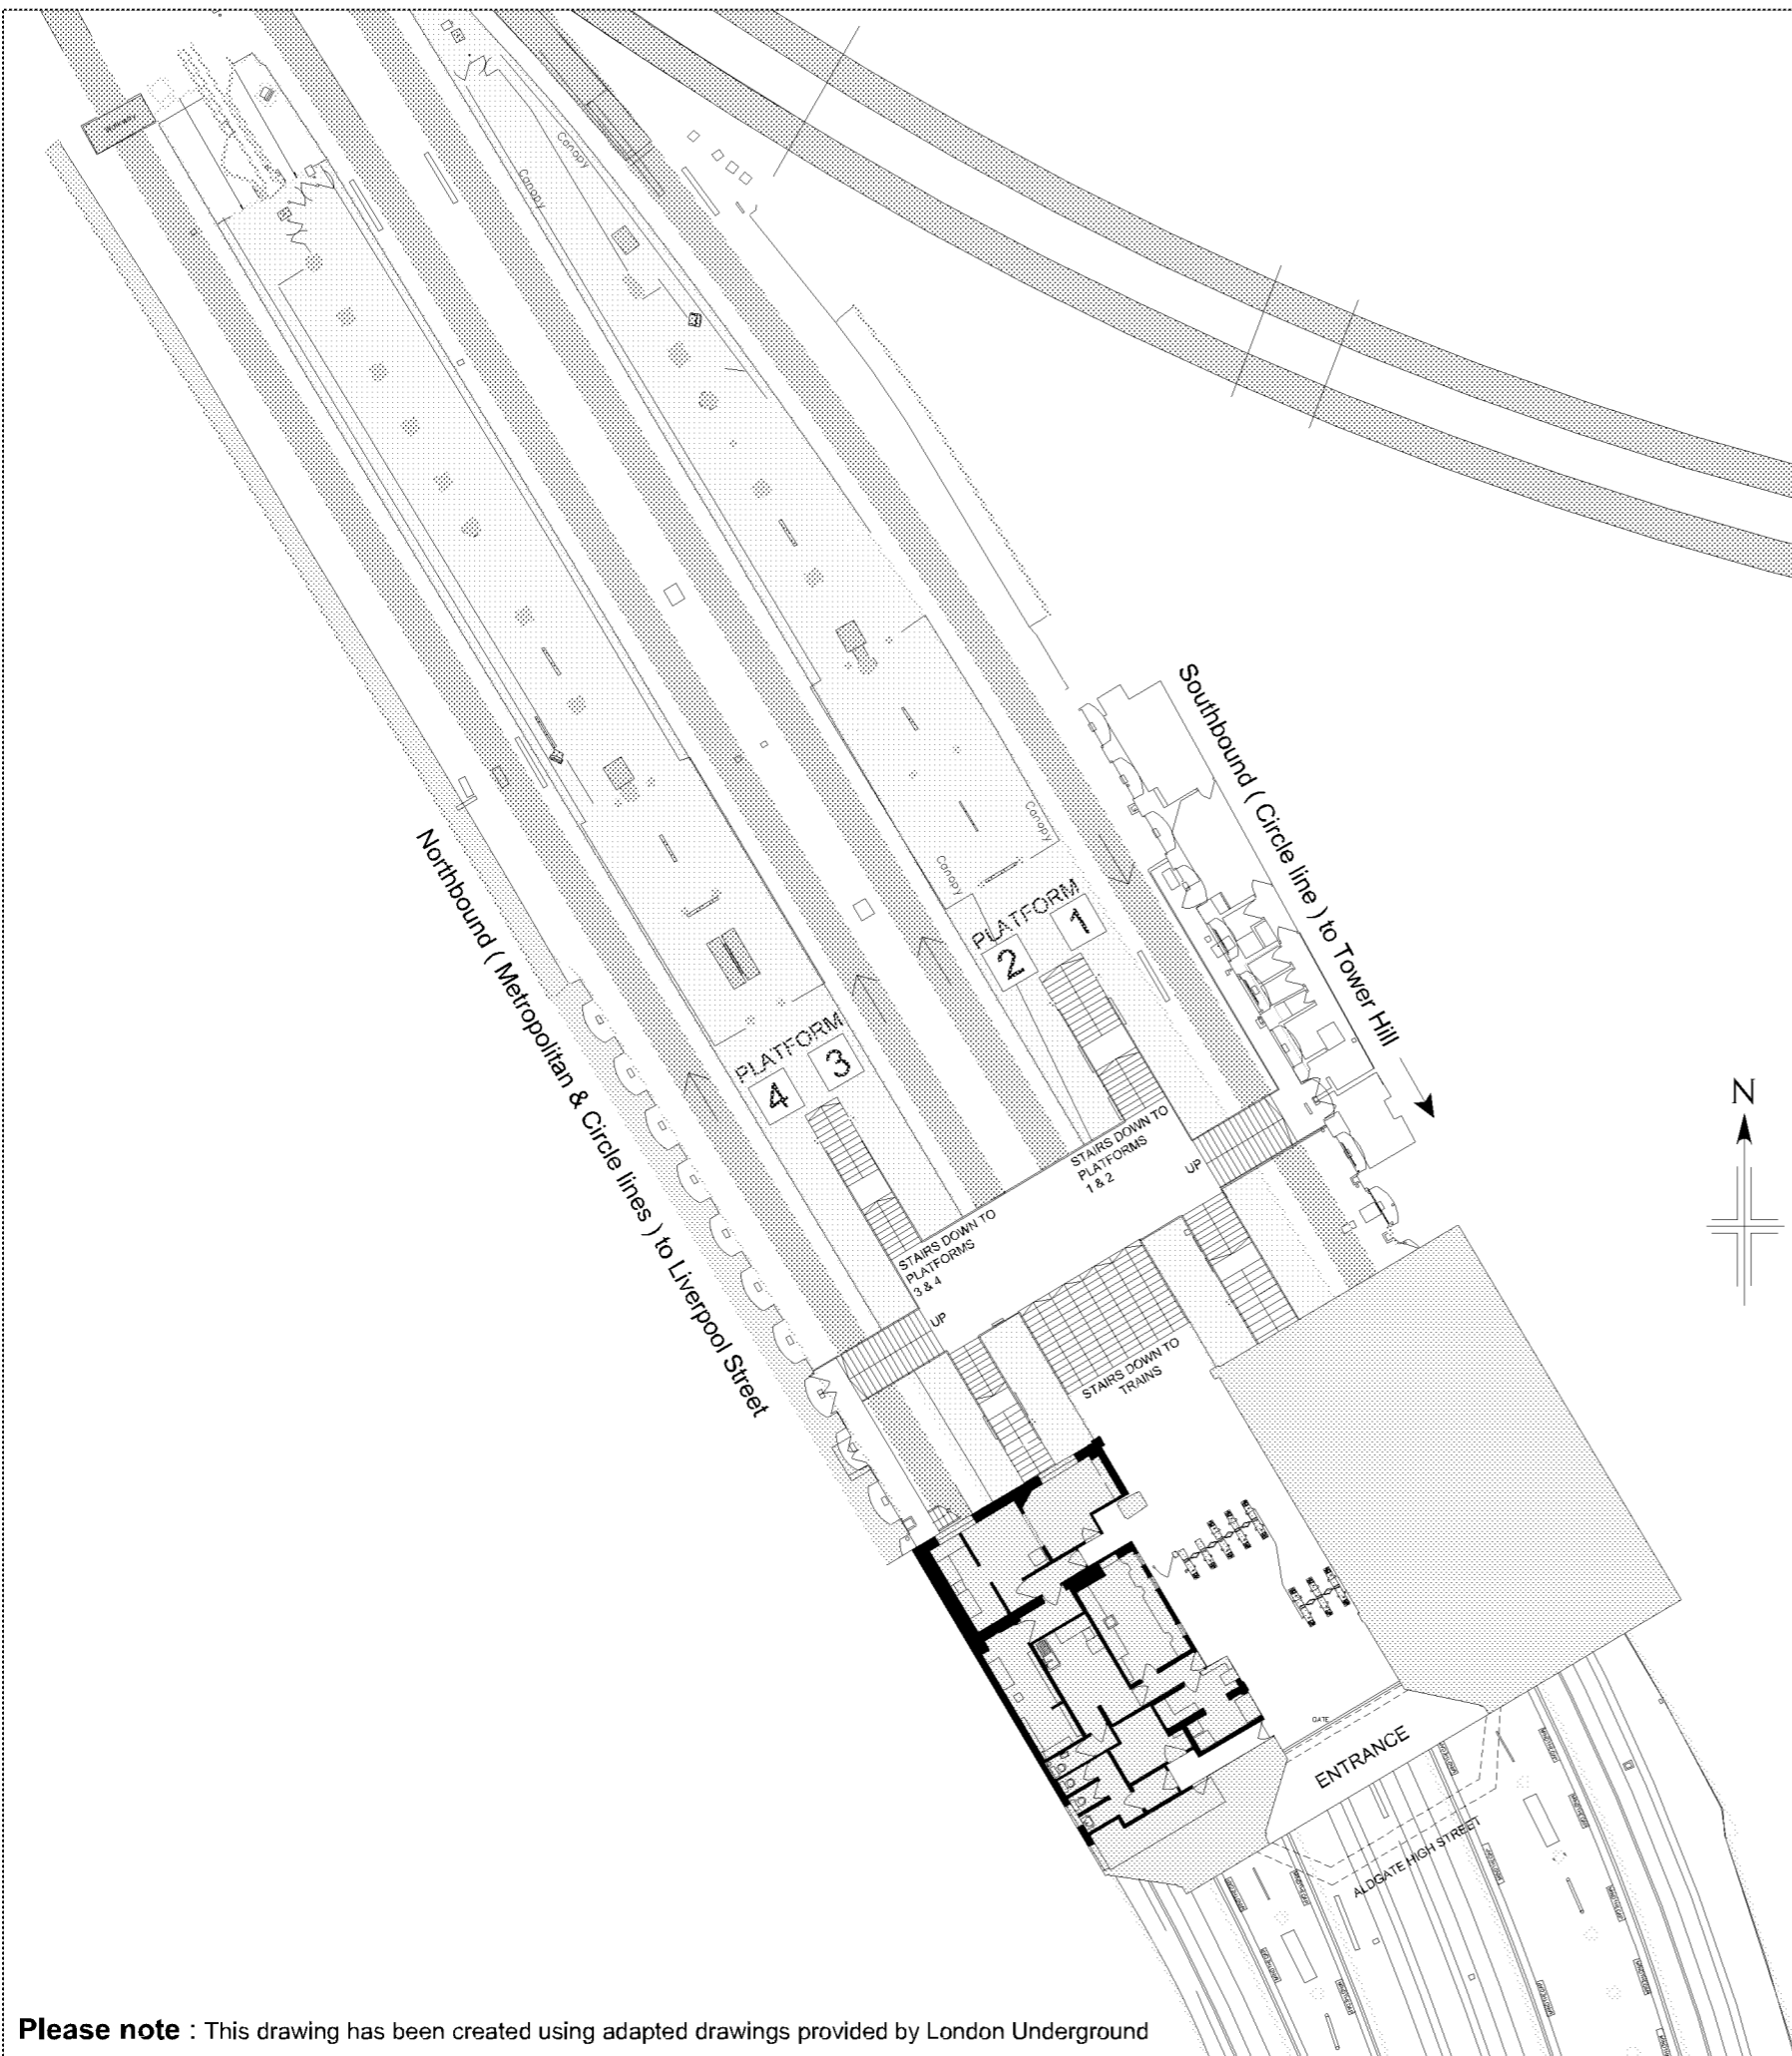 Canopy
Canopy
Southbound ( Circle line ) to Tower Hill
Canopy
Canopy
PLATFORM
1
2
Northbound ( Metropolitan & Circle lines ) to Liverpool Street
PLATFORM
3
4
N
STAIRS DOWN TO
PLATFORMS
1 & 2
UP
STAIRS DOWN TO
PLATFORMS
3 & 4
UP
STAIRS DOWN TO
TRAINS
GATE
ENTRANCE
ALDGATE HIGH STREET
Please note : This drawing has been created using adapted drawings provided by London Underground